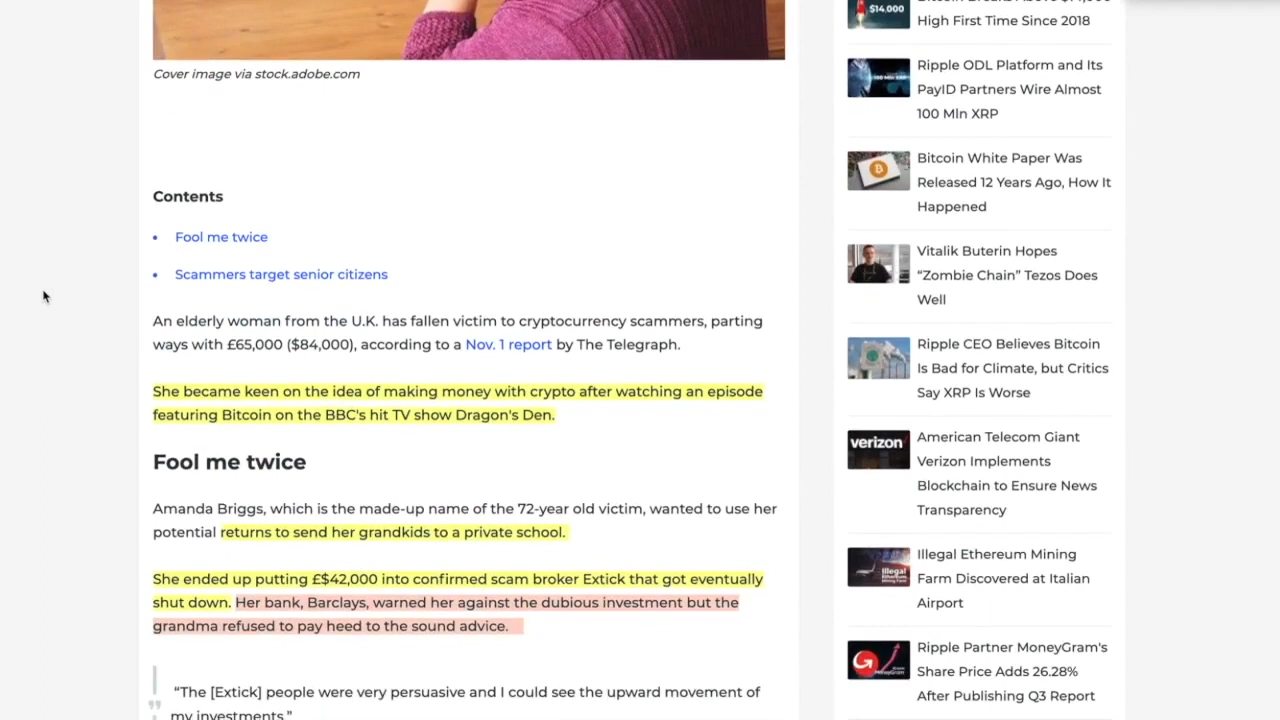 Cover image via stock.adobe.com
Contents
• Fool me twice
• Scammers target senior citizens
An elderly woman from the U.K. has fallen victim to cryptocurrency scammers, parting
ways with £65,000 ($84,000), according to a Nov. 1 report by The Telegraph.
She became keen on the idea of making money with crypto after watching an episode
featuring Bitcoin on the BBC's hit TV show Dragon's Den.
Fool me twice
Amanda Briggs, which is the made-up name of the 72-year old victim, wanted to use her
potential returns to send her grandkids to a private school.
She ended up putting £$42,000 into confirmed scam broker Extick that got eventually
shut down. Her bank, Barclays, warned her against the dubious investment but the
grandma refused to pay heed to the sound advice.
“The [Extick] people were very persuasive and I could see the upward movement of
my investments.”
$14,000
High First Time Since 2018
Ripple ODL Platform and Its
PayID Partners Wire Almost
100 Mln XRP
Bitcoin White Paper Was
Released 12 Years Ago, How It
Happened
Vitalik Buterin Hopes
“Zombie Chain” Tezos Does
Well
Ripple CEO Believes Bitcoin
Is Bad for Climate, but Critics
Say XRP Is Worse
verizon
American Telecom Giant
Verizon Implements
Blockchain to Ensure News
Transparency
Illegal
Illegal Ethereum Mining
Farm Discovered at Italian
Airport
Ripple Partner MoneyGram's
Share Price Adds 26.28%
After Publishing Q3 Report